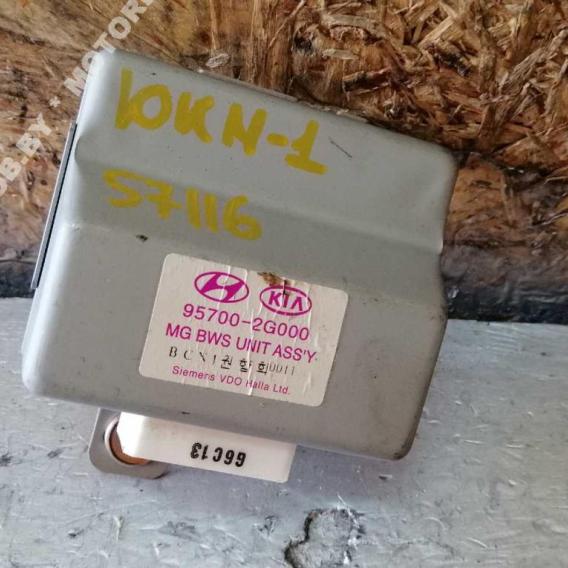 10KN-1
57116
KIA
95700-2G000
MG BWS UNIT ASS'Y
Siemens VDO Halla Ltd.
66C13